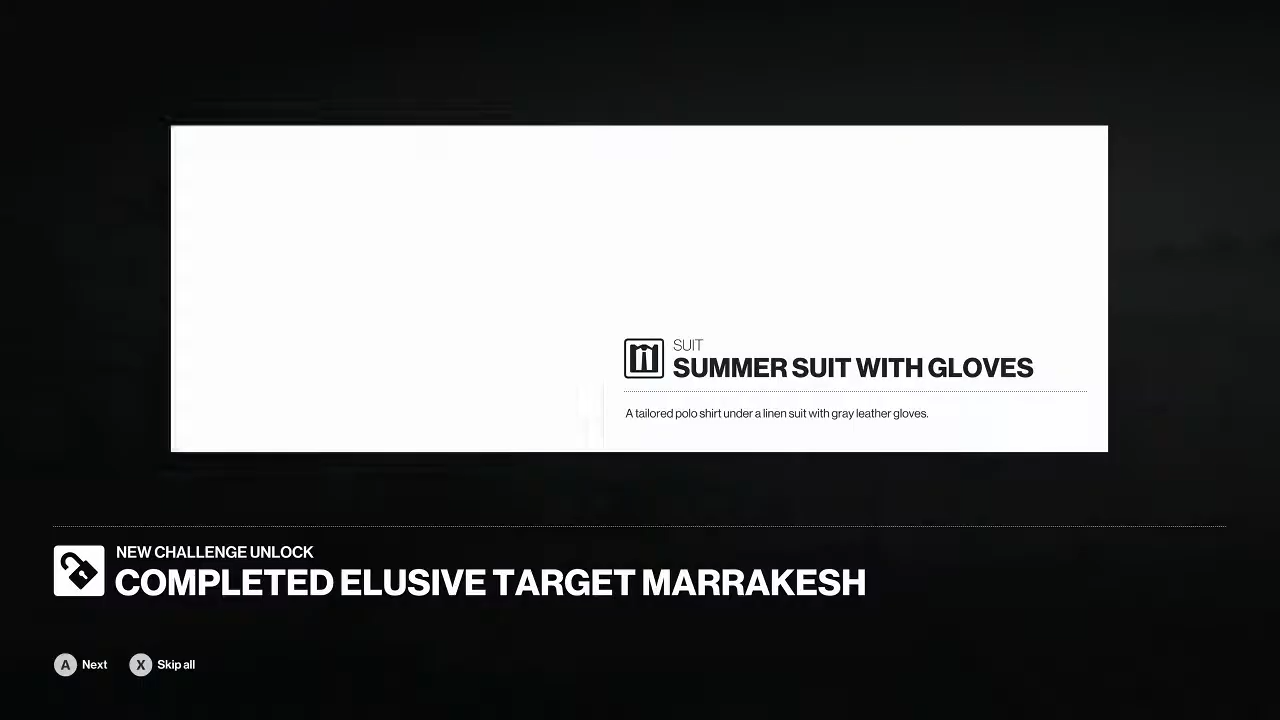 SUIT
SUMMER SUIT WITH GLOVES
A tailored polo shirt under a linen suit with gray leather gloves.
NEW CHALLENGE UNLOCK
COMPLETED ELUSIVE TARGET MARRAKESH
A Next X Skip all